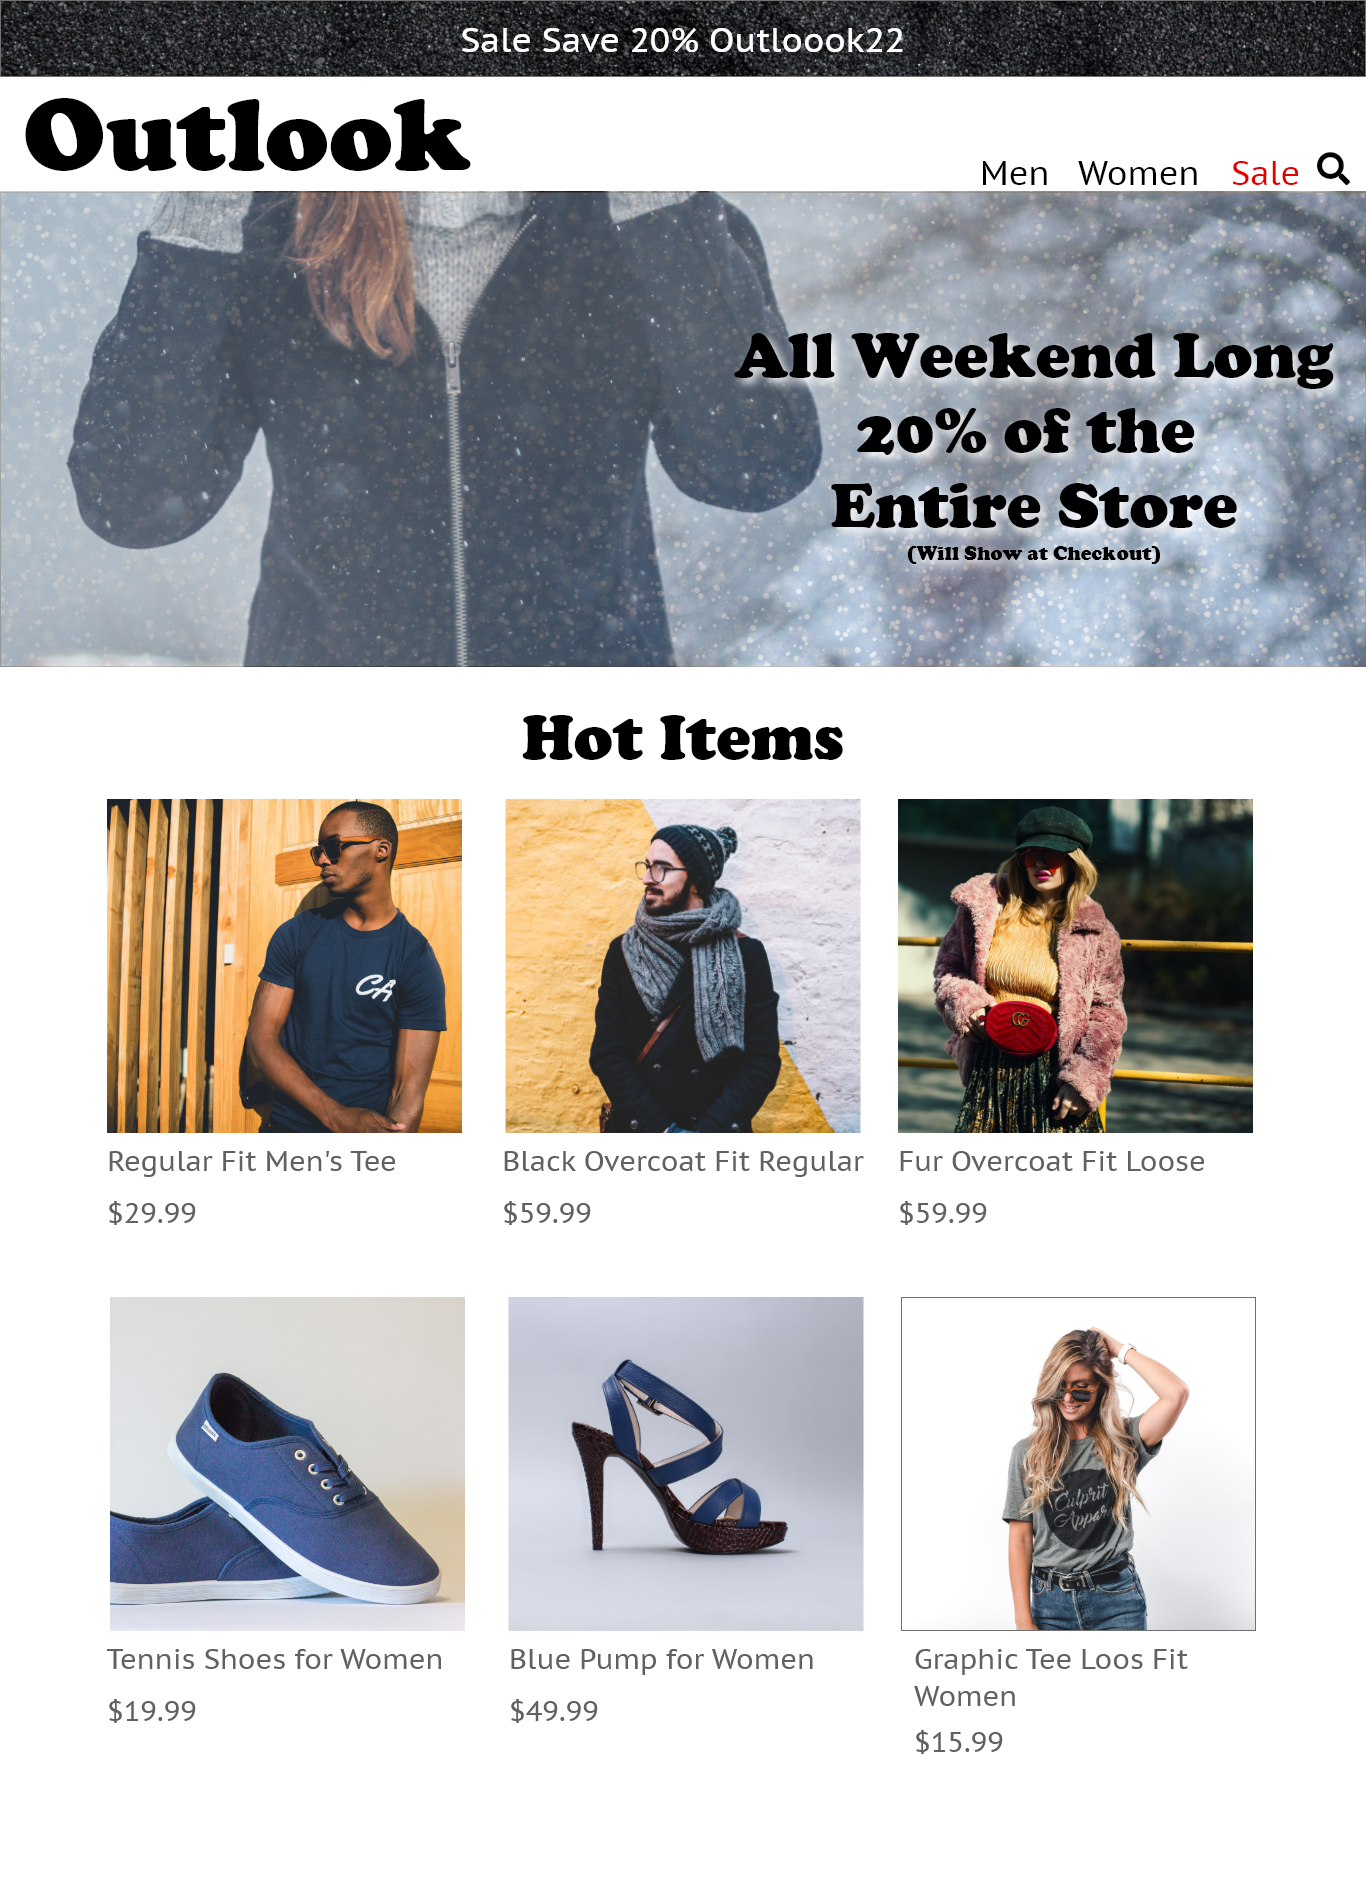 Sale Save 20% Outloook22
Outlook
Men Women Sale
All Weekend Long
20% of the
Entire Store
(Will Show at Checkout)
Hot Items
CA
Regular Fit Men's Tee
Black Overcoat Fit Regular
Fur Overcoat Fit Loose
$29.99
$59.99
$59.99
Culprit
Appar
Tennis Shoes for Women
Blue Pump for Women
Graphic Tee Loos Fit
Women
$19.99
$49.99
$15.99